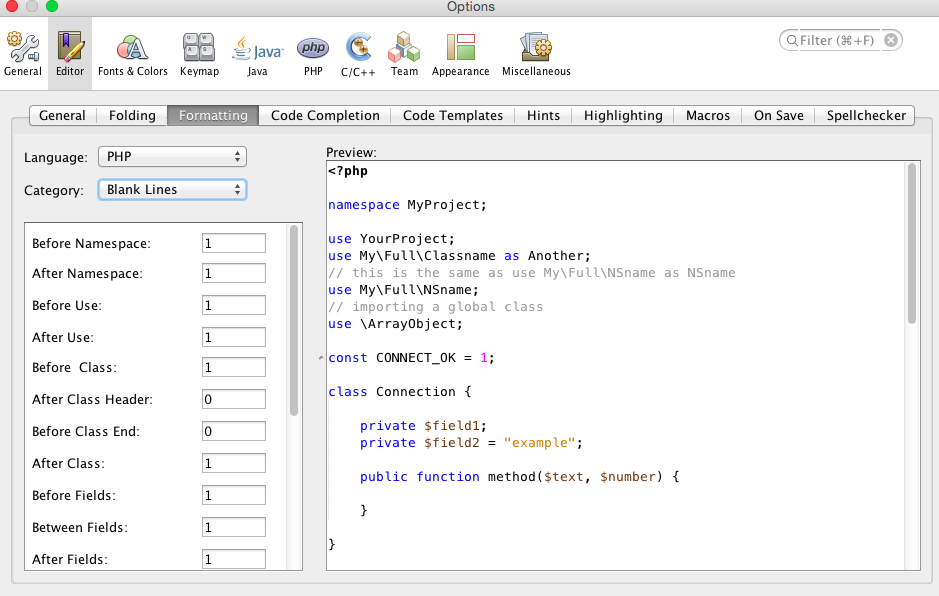 Options
General Editor Fonts & Colors Keymap Java PHP C/C++ Team Appearance Miscellaneous
Filter (⌘+F)
General Folding Formatting Code Completion Code Templates Hints Highlighting Macros On Save Spellchecker
Language: PHP
Category: Blank Lines
Before Namespace: 1
After Namespace: 1
Before Use: 1
After Use: 1
Before  Class: 1
After Class Header: 0
Before Class End: 0
After Class: 1
Before Fields: 1
Between Fields: 1
After Fields: 1
Preview:
<?php
namespace MyProject;
use YourProject;
use My\Full\Classname as Another;
// this is the same as use My\Full\NSname as NSname
use My\Full\NSname;
// importing a global class
use \ArrayObject;
const CONNECT_OK = 1;
class Connection {
    private $field1;
    private $field2 = "example";
    public function method($text, $number) {
    }
}